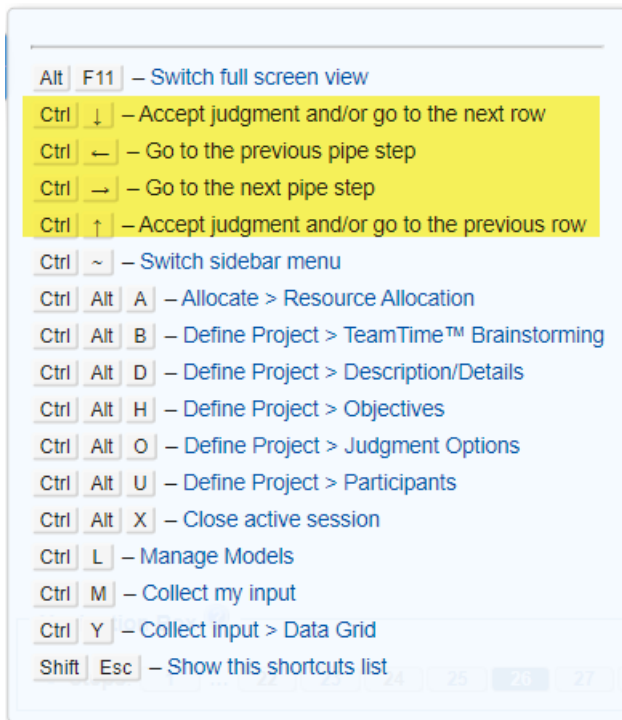 Alt F11 – Switch full screen view
Ctrl ↓ – Accept judgment and/or go to the next row
Ctrl ← – Go to the previous pipe step
Ctrl → – Go to the next pipe step
Ctrl ↑ – Accept judgment and/or go to the previous row
Ctrl ~ – Switch sidebar menu
Ctrl Alt A – Allocate > Resource Allocation
Ctrl Alt B – Define Project > TeamTime™ Brainstorming
Ctrl Alt D – Define Project > Description/Details
Ctrl Alt H – Define Project > Objectives
Ctrl Alt O – Define Project > Judgment Options
Ctrl Alt U – Define Project > Participants
Ctrl Alt X – Close active session
Ctrl L – Manage Models
Ctrl M – Collect my input
Ctrl Y – Collect input > Data Grid
Shift Esc – Show this shortcuts list
24 25 26 27